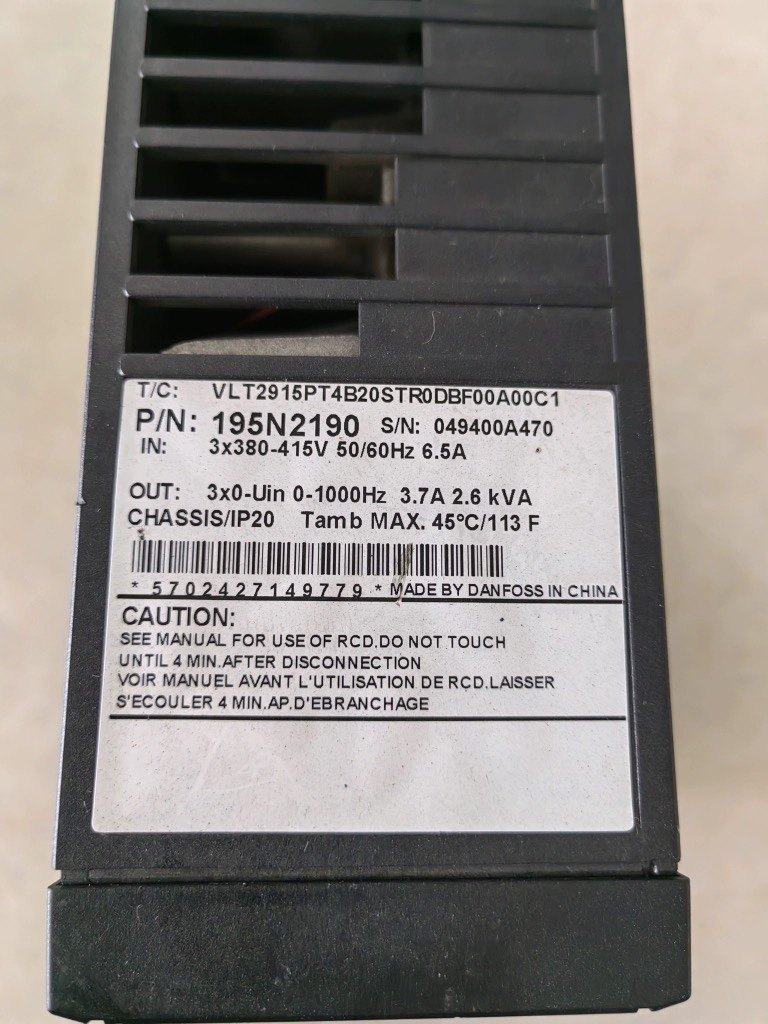 T/C: VLT2915PT4B20STR0DBF00A00C1
P/N: 195N2190 S/N: 049400A470
IN: 3x380-415V 50/60Hz 6.5A
OUT: 3x0-Uin 0-1000Hz 3.7A 2.6 kVA
CHASSIS/IP20 Tamb MAX. 45°C/113 F
* 5702427149779 * MADE BY DANFOSS IN CHINA
CAUTION:
SEE MANUAL FOR USE OF RCD.DO NOT TOUCH
UNTIL 4 MIN.AFTER DISCONNECTION
VOIR MANUEL AVANT L'UTILISATION DE RCD.LAISSER
S'ECOULER 4 MIN.AP.D'EBRANCHAGE